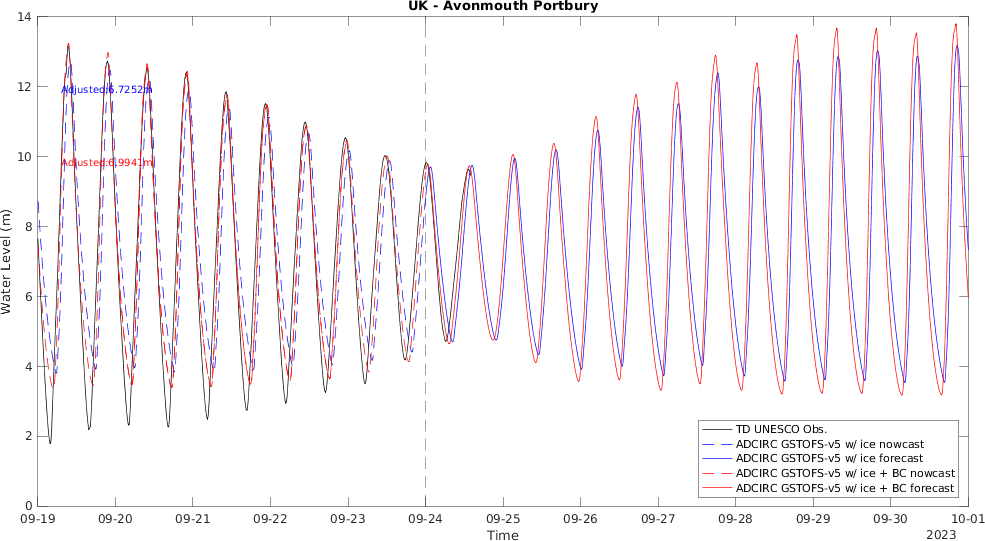 UK - Avonmouth Portbury
14
12
10
8
6
4
2
0
Water Level (m)
Adjusted:6.7252m
Adjusted:6.9941m
TD UNESCO Obs.
ADCIRC GSTOFS-v5 w/ ice nowcast
ADCIRC GSTOFS-v5 w/ ice forecast
ADCIRC GSTOFS-v5 w/ ice + BC nowcast
ADCIRC GSTOFS-v5 w/ ice + BC forecast
09-19 09-20 09-21 09-22 09-23 09-24 09-25 09-26 09-27 09-28 09-29 09-30 10-01
Time
2023